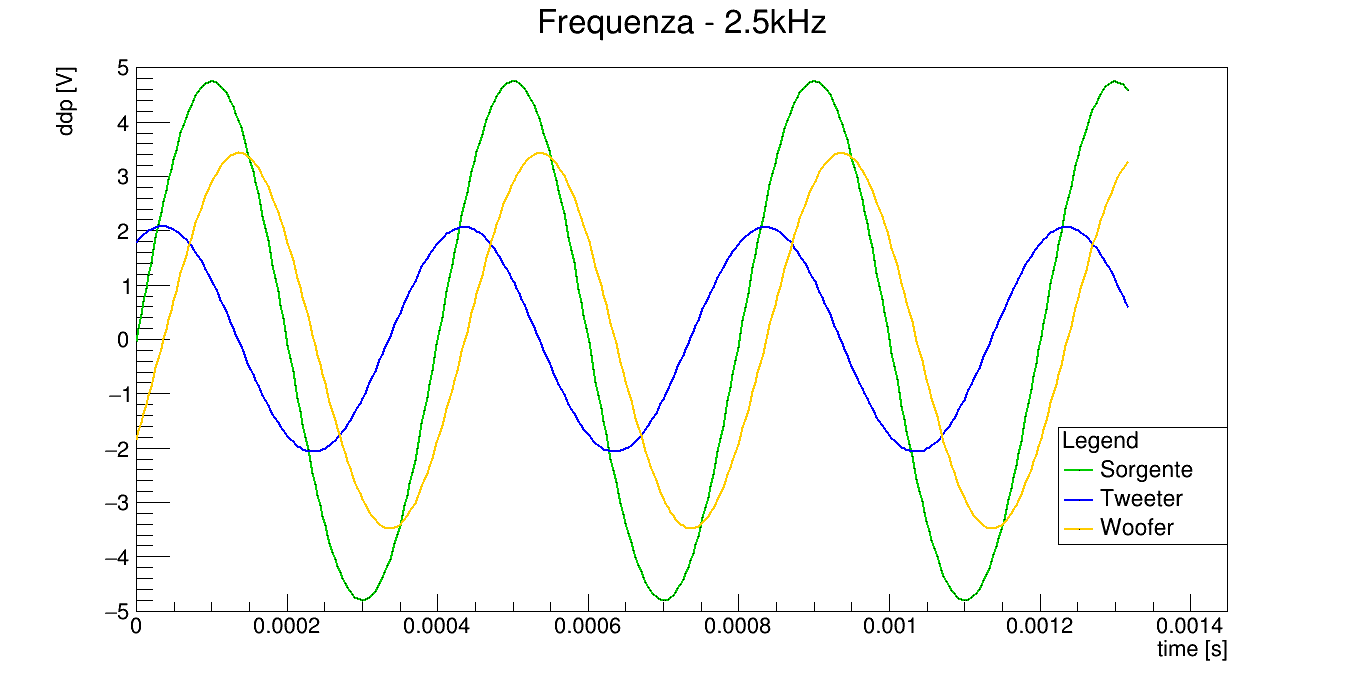 Frequenza - 2.5kHz
ddp [V]
5
4
3
2
1
0
−1
−2
−3
−4
−5
0 0.0002 0.0004 0.0006 0.0008 0.001 0.0012 0.0014
time [s]
Legend
Sorgente
Tweeter
Woofer